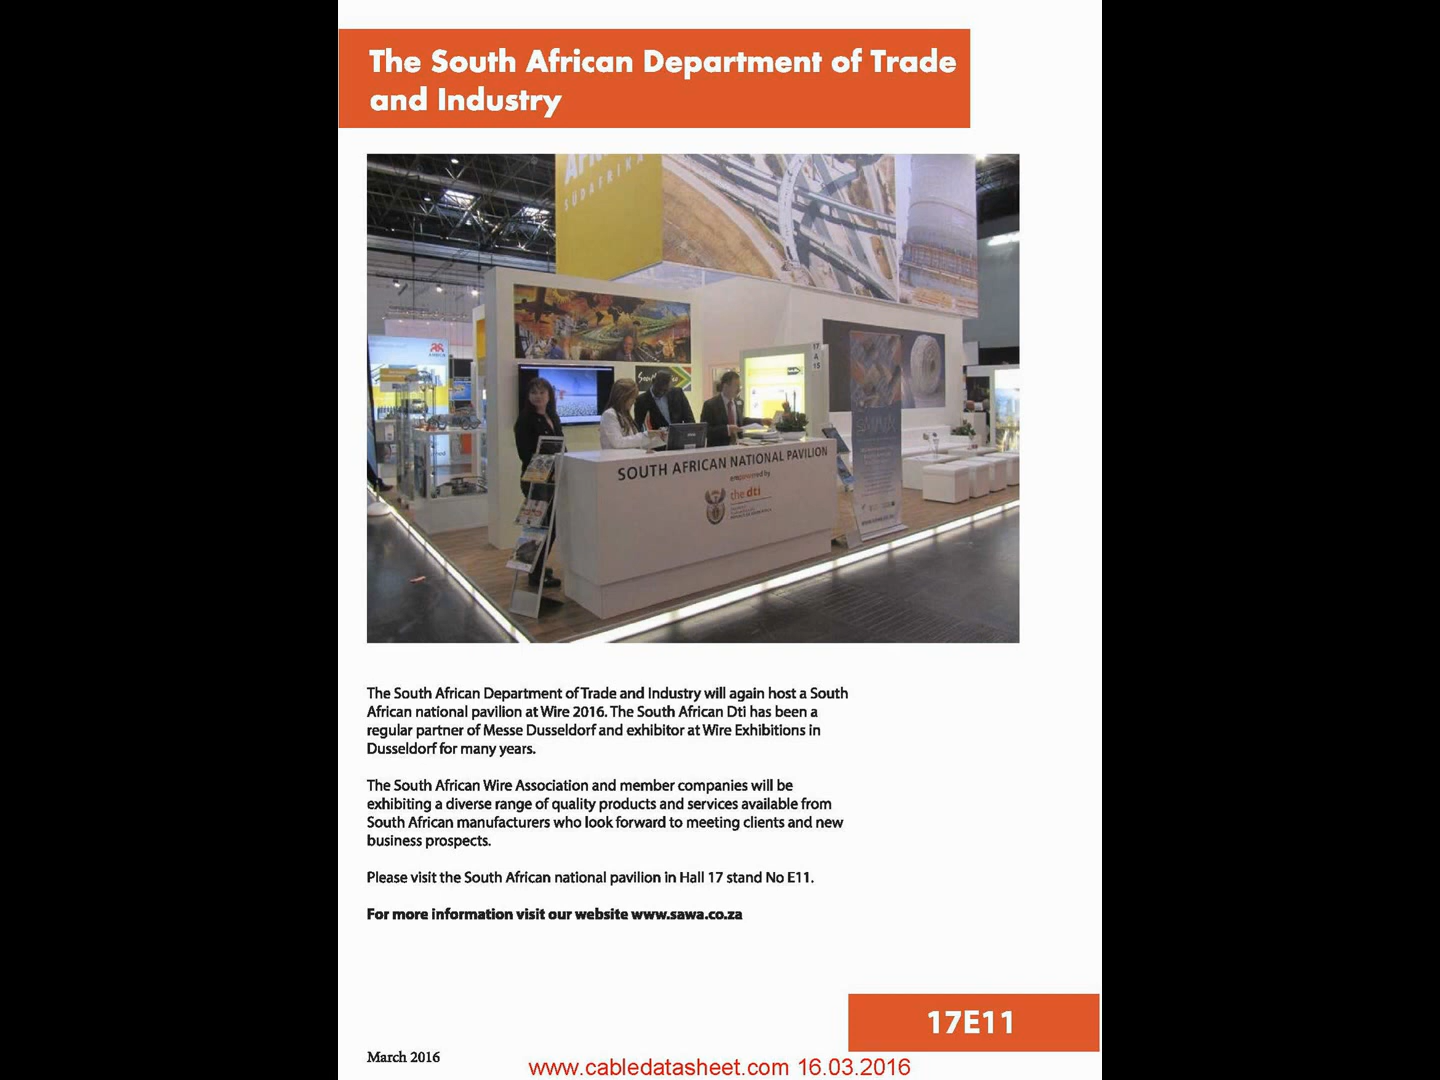 The South African Department of Trade
and Industry
SÜDAFRIKA
17
A
15
SOUTH AFRICAN NATIONAL PAVILION
empowered by
the dti
The South African Department of Trade and Industry will again host a South
African national pavilion at Wire 2016. The South African Dti has been a
regular partner of Messe Dusseldorf and exhibitor at Wire Exhibitions in
Dusseldorf for many years.
The South African Wire Association and member companies will be
exhibiting a diverse range of quality products and services available from
South African manufacturers who look forward to meeting clients and new
business prospects.
Please visit the South African national pavilion in Hall 17 stand No E11.
For more information visit our website www.sawa.co.za
17E11
March 2016
www.cabledatasheet.com 16.03.2016